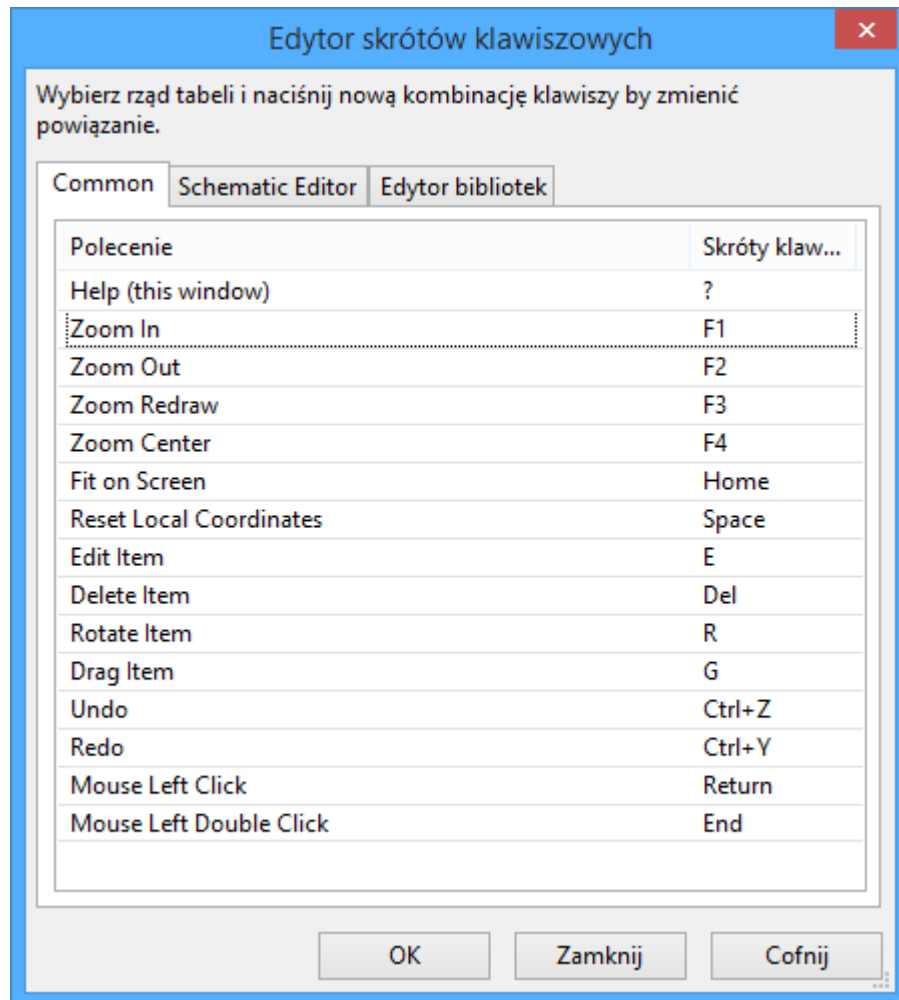 Edytor skrótów klawiszowych
Wybierz rząd tabeli i naciśnij nową kombinację klawiszy by zmienić
powiązanie.
Common Schematic Editor Edytor bibliotek
Polecenie Skróty klaw...
Help (this window) ?
Zoom In F1
Zoom Out F2
Zoom Redraw F3
Zoom Center F4
Fit on Screen Home
Reset Local Coordinates Space
Edit Item E
Delete Item Del
Rotate Item R
Drag Item G
Undo Ctrl+Z
Redo Ctrl+Y
Mouse Left Click Return
Mouse Left Double Click End
OK Zamknij Cofnij